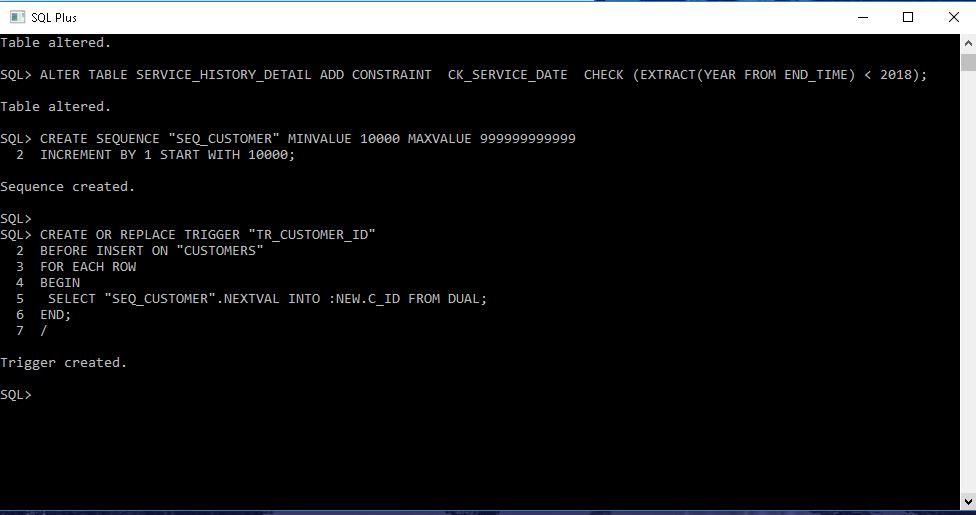 SQL Plus
Table altered.
SQL> ALTER TABLE SERVICE_HISTORY_DETAIL ADD CONSTRAINT  CK_SERVICE_DATE  CHECK (EXTRACT(YEAR FROM END_TIME) < 2018);
Table altered.
SQL> CREATE SEQUENCE "SEQ_CUSTOMER" MINVALUE 10000 MAXVALUE 999999999999
  2  INCREMENT BY 1 START WITH 10000;
Sequence created.
SQL>
SQL> CREATE OR REPLACE TRIGGER "TR_CUSTOMER_ID"
  2  BEFORE INSERT ON "CUSTOMERS"
  3  FOR EACH ROW
  4  BEGIN
  5   SELECT "SEQ_CUSTOMER".NEXTVAL INTO :NEW.C_ID FROM DUAL;
  6  END;
  7  /
Trigger created.
SQL>